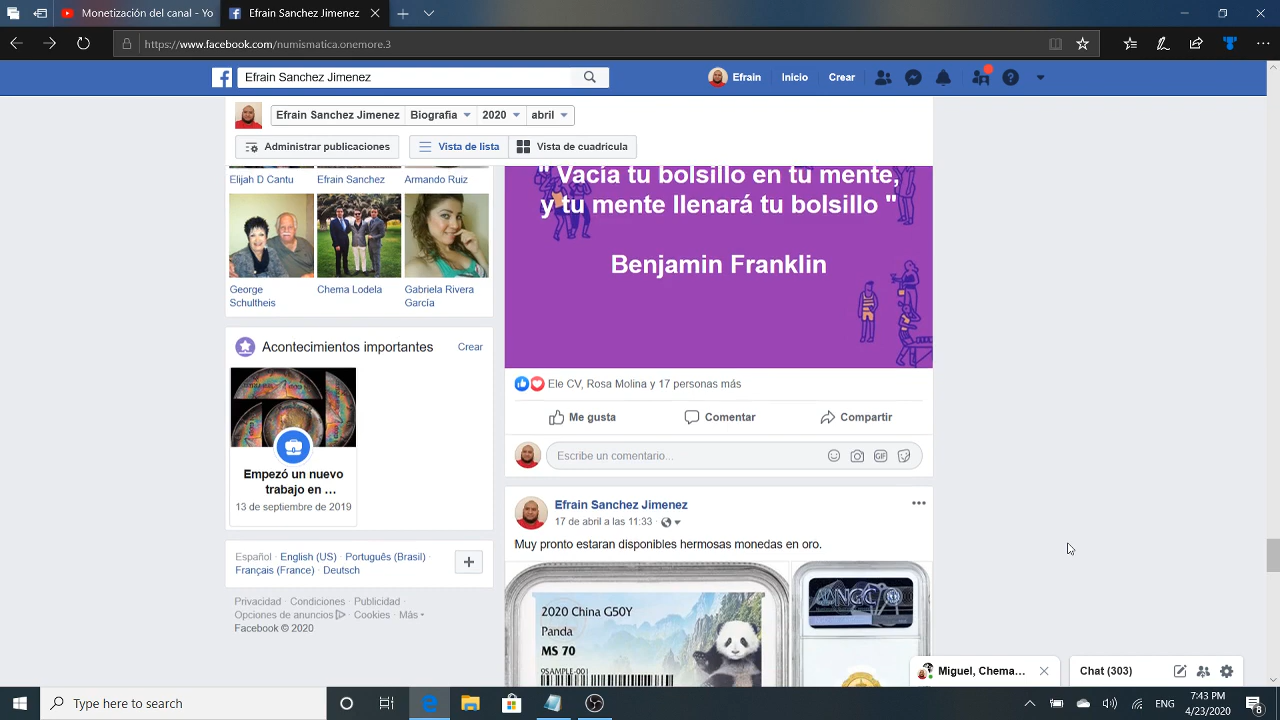 Monetización del canal - Yo
Efrain Sanchez Jimenez
https://www.facebook.com/numismatica.onemore.3
Efrain Sanchez Jimenez
Efrain
Inicio
Crear
Efrain Sanchez Jimenez
Biografía
2020
abril
Administrar publicaciones
Vista de lista
Vista de cuadrícula
Elijah D Cantu
Efrain Sanchez
Armando Ruiz
George
Schultheis
Chema Lodela
Gabriela Rivera
García
Acontecimientos importantes
Crear
Empezó un nuevo
trabajo en ...
13 de septiembre de 2019
Español · English (US) · Português (Brasil) ·
Français (France) · Deutsch
Privacidad · Condiciones · Publicidad ·
Opciones de anuncios · Cookies · Más
Facebook © 2020
" Vacía tu bolsillo en tu mente,
y tu mente llenará tu bolsillo "
Benjamin Franklin
Ele CV, Rosa Molina y 17 personas más
Me gusta
Comentar
Compartir
Escribe un comentario...
GIF
Efrain Sanchez Jimenez
17 de abril a las 11:33 ·
Muy pronto estaran disponibles hermosas monedas en oro.
2020 China G50Y
Panda
MS 70
9SAMPLE-001
NGC
Miguel, Chema...
Chat (303)
Type here to search
ENG
7:43 PM
4/23/2020
6